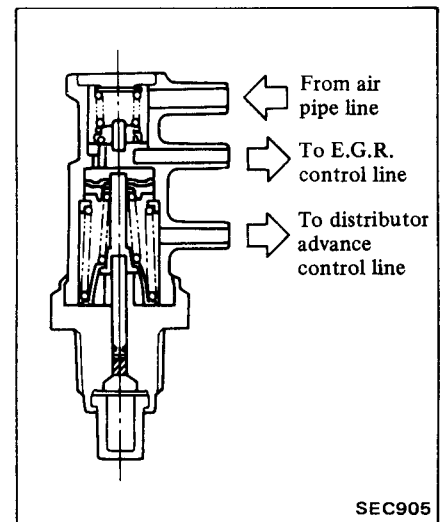 From air
pipe line
To E.G.R.
control line
To distributor
advance
control line
SEC905